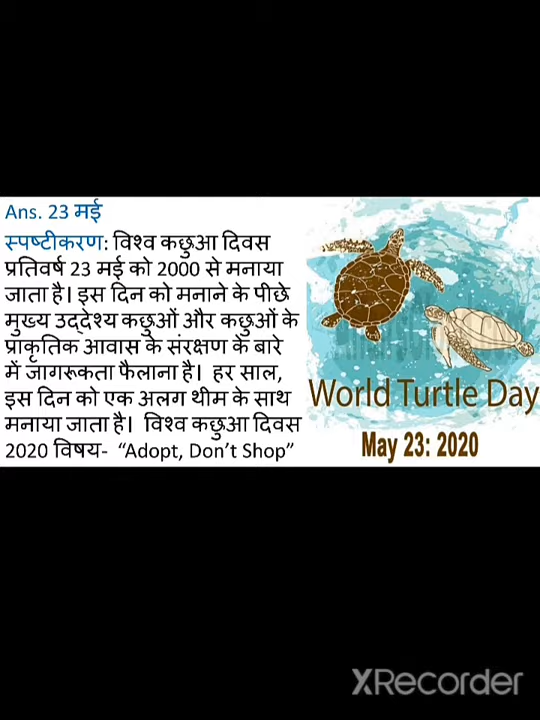 Ans. 23 मई
स्पष्टीकरण: विश्व कछुआ दिवस
प्रतिवर्ष 23 मई को 2000 से मनाया
जाता है। इस दिन को मनाने के पीछे
मुख्य उद्देश्य कछुओं और कछुओं के
प्राकृतिक आवास के संरक्षण के बारे
में जागरूकता फैलाना है। हर साल,
इस दिन को एक अलग थीम के साथ
मनाया जाता है। विश्व कछुआ दिवस
2020 विषय- “Adopt, Don’t Shop”
World Turtle Day
May 23: 2020
XRecorder